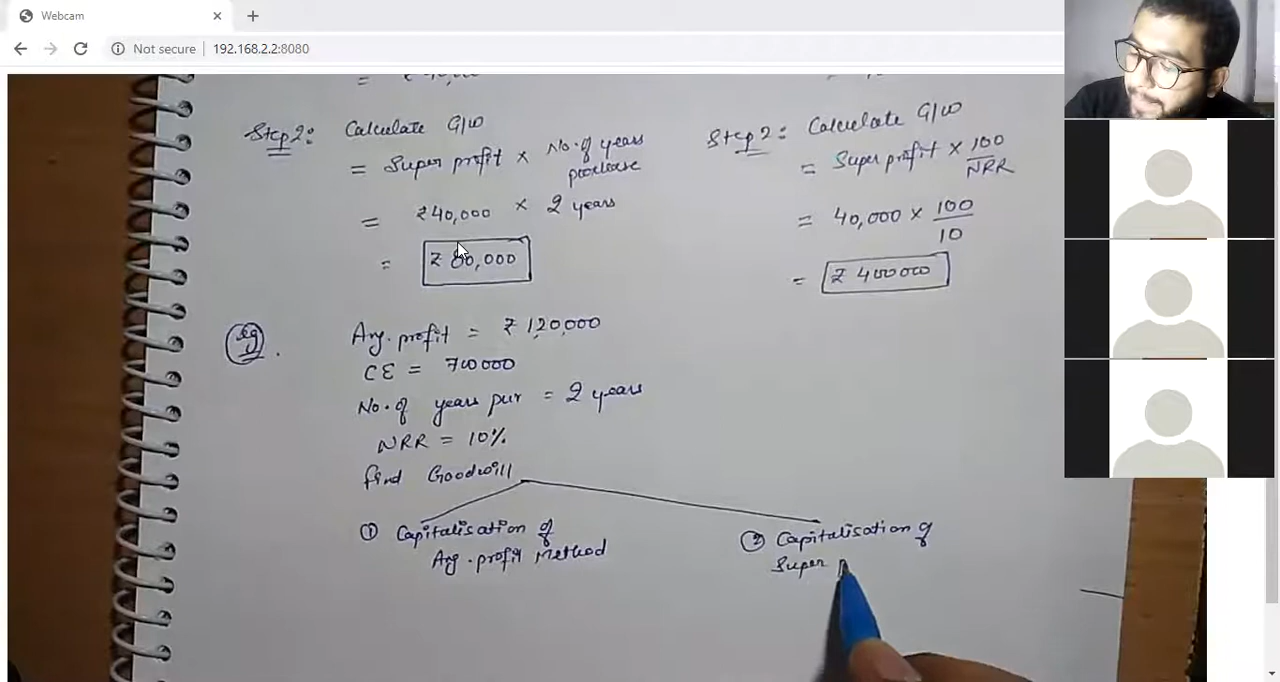 Webcam
Not secure 192.168.2.2:8080
Step 2: Calculate G/W
= Super profit × No. of years purchase
= ₹40,000 × 2 years
= ₹ 80,000
Step 2: Calculate G/W
= Super profit × 100/NRR
= 40,000 × 100/10
= ₹ 400000
eg.
Avg. profit = ₹ 1,20,000
CE = 700000
No. of years pur = 2 years
NRR = 10%
find Goodwill
① Capitalisation of
Avg. profit Method
② Capitalisation of
Super p